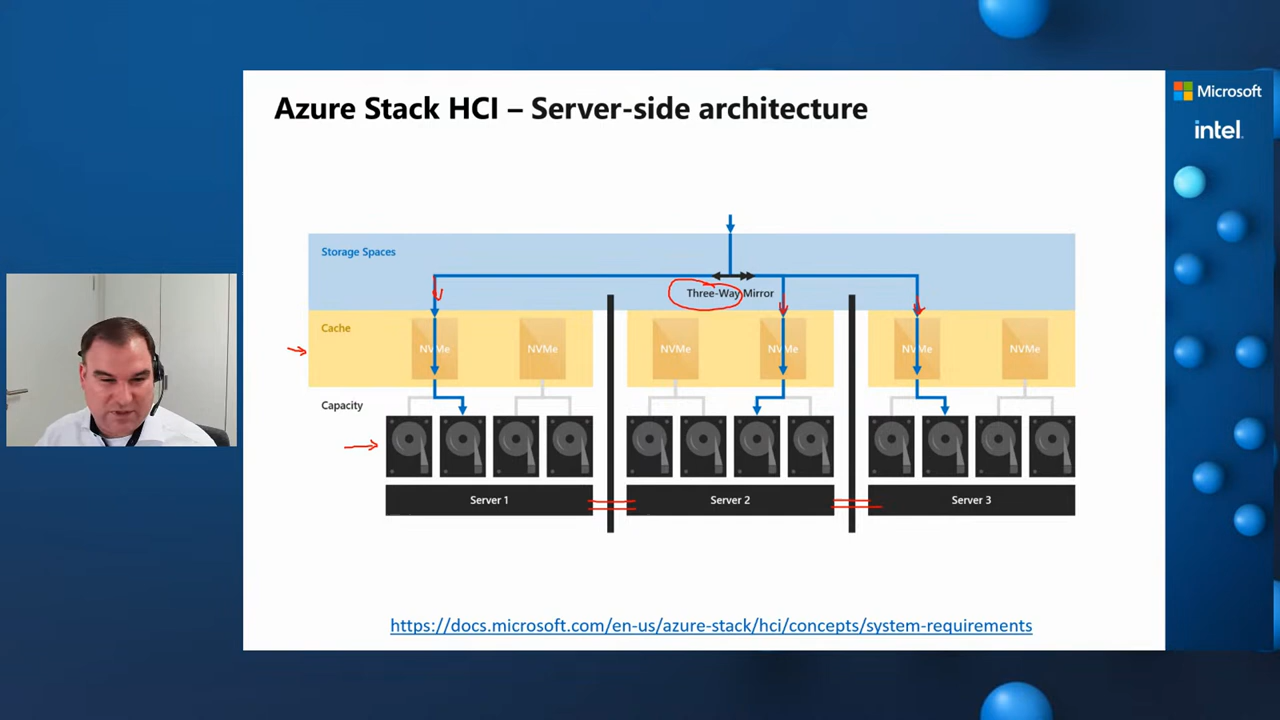 Azure Stack HCI – Server-side architecture
Microsoft
intel.
Storage Spaces
Three-Way Mirror
Cache
NVMe
NVMe
NVMe
NVMe
NVMe
NVMe
Capacity
Server 1
Server 2
Server 3
https://docs.microsoft.com/en-us/azure-stack/hci/concepts/system-requirements